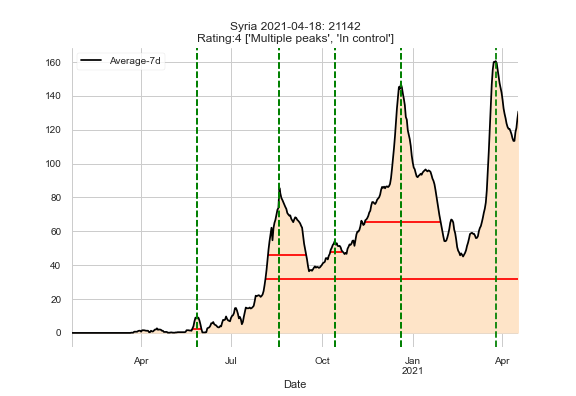 Syria 2021-04-18: 21142
Rating:4 ['Multiple peaks', 'In control']
Average-7d
160
140
120
100
80
60
40
20
0
Apr
Jul
Oct
Jan
2021
Apr
Date